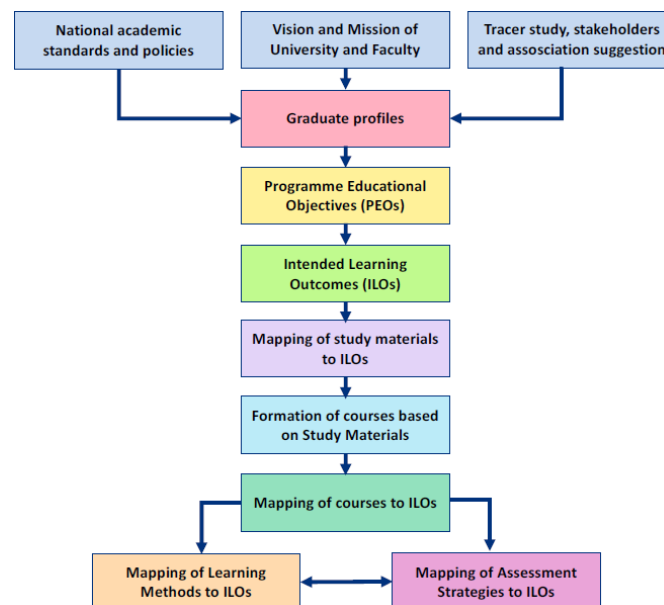 National academic
standards and policies
Vision and Mission of
University and Faculty
Tracer study, stakeholders
and assosciation suggestion
Graduate profiles
Programme Educational
Objectives (PEOs)
Intended Learning
Outcomes (ILOs)
Mapping of study materials
to ILOs
Formation of courses based
on Study Materials
Mapping of courses to ILOs
Mapping of Learning
Methods to ILOs
Mapping of Assessment
Strategies to ILOs